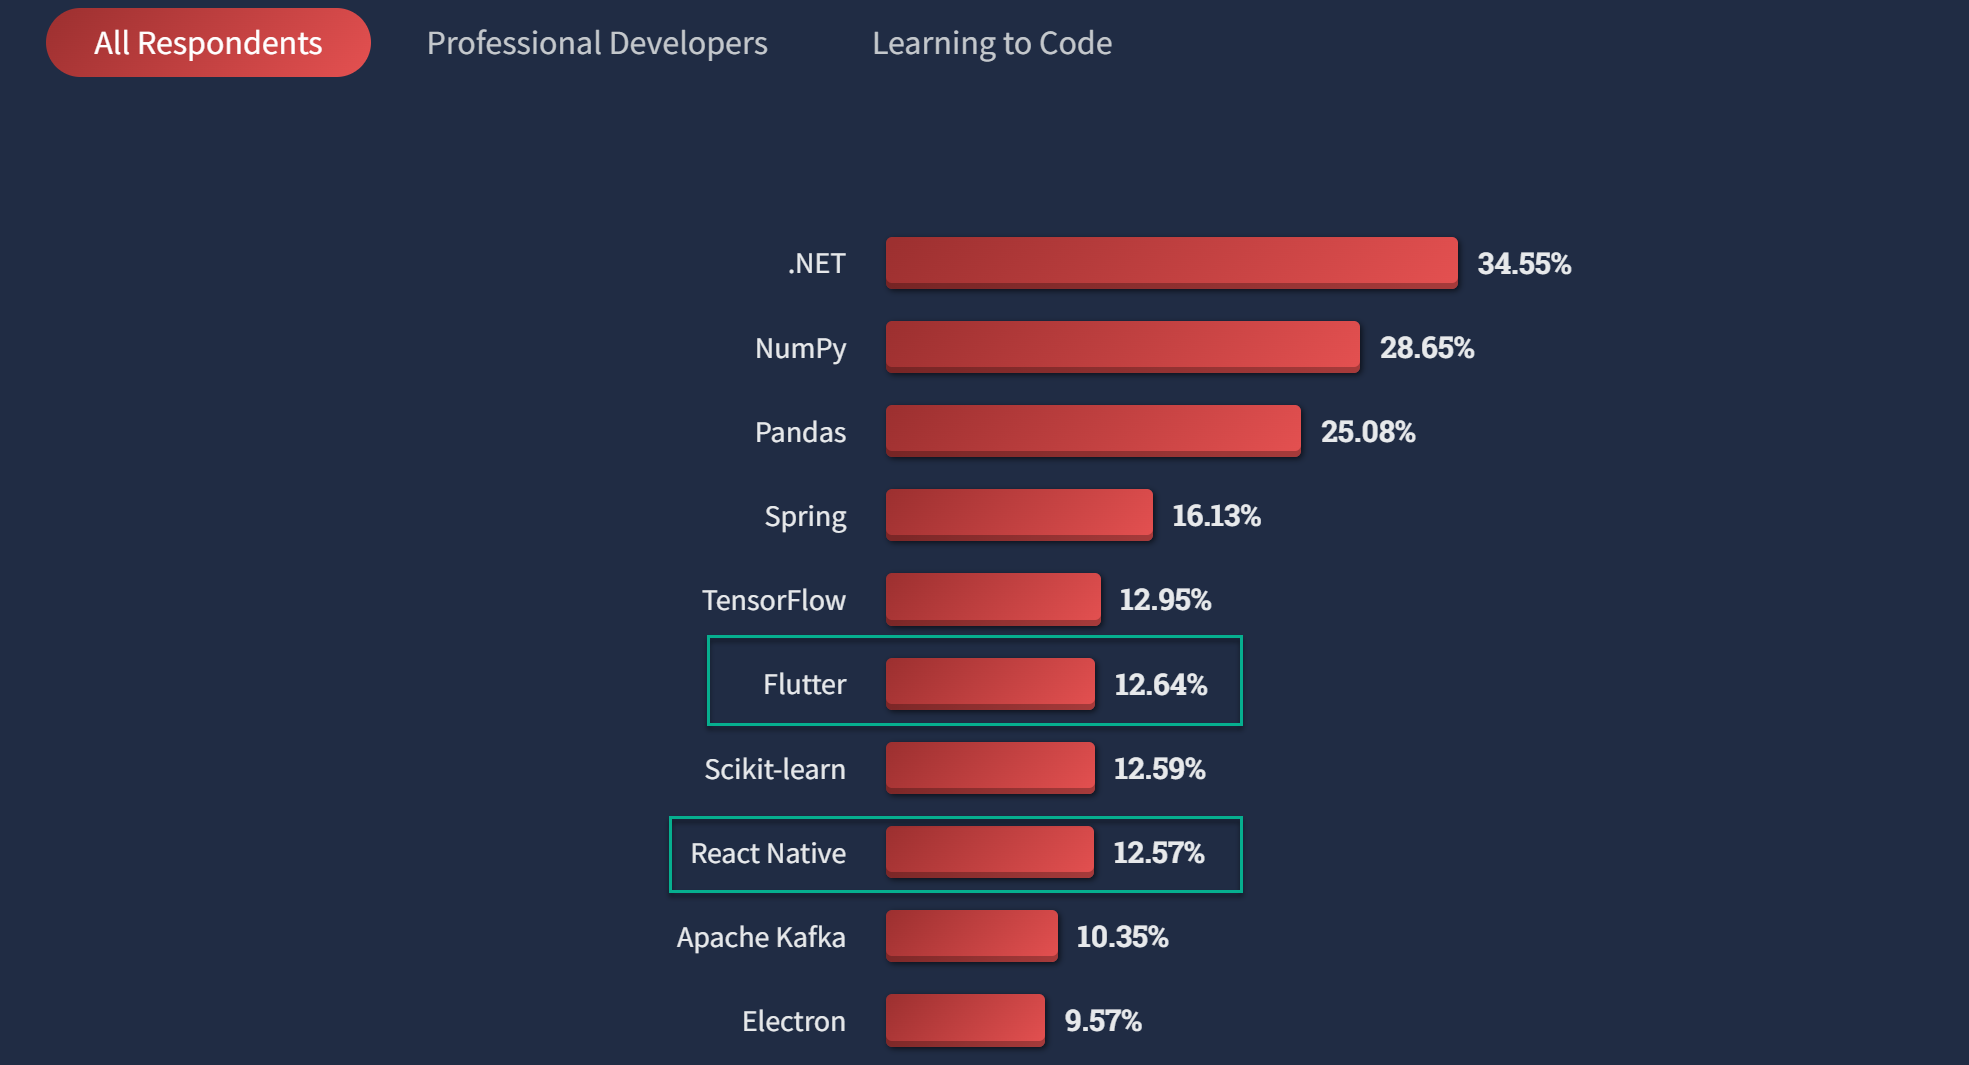 All Respondents Professional Developers Learning to Code
.NET 34.55%
NumPy 28.65%
Pandas 25.08%
Spring 16.13%
TensorFlow 12.95%
Flutter 12.64%
Scikit-learn 12.59%
React Native 12.57%
Apache Kafka 10.35%
Electron 9.57%